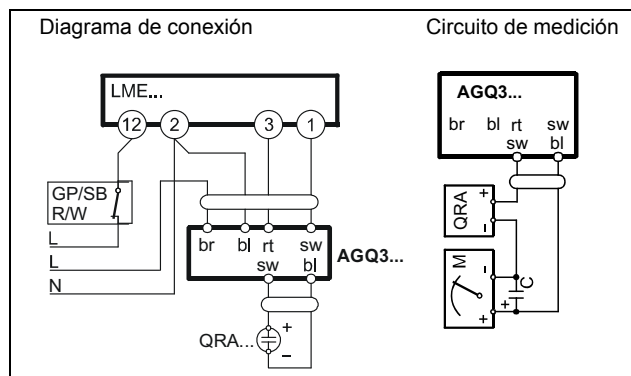 Diagrama de conexión
LME...
12 2 3 1
GP/SB
R/W
L
L
N
br bl rt sw
sw bl
AGQ3...
QRA...
+
–
Circuito de medición
AGQ3...
br bl rt sw
sw bl
QRA
+
-
M
-
+
+
C